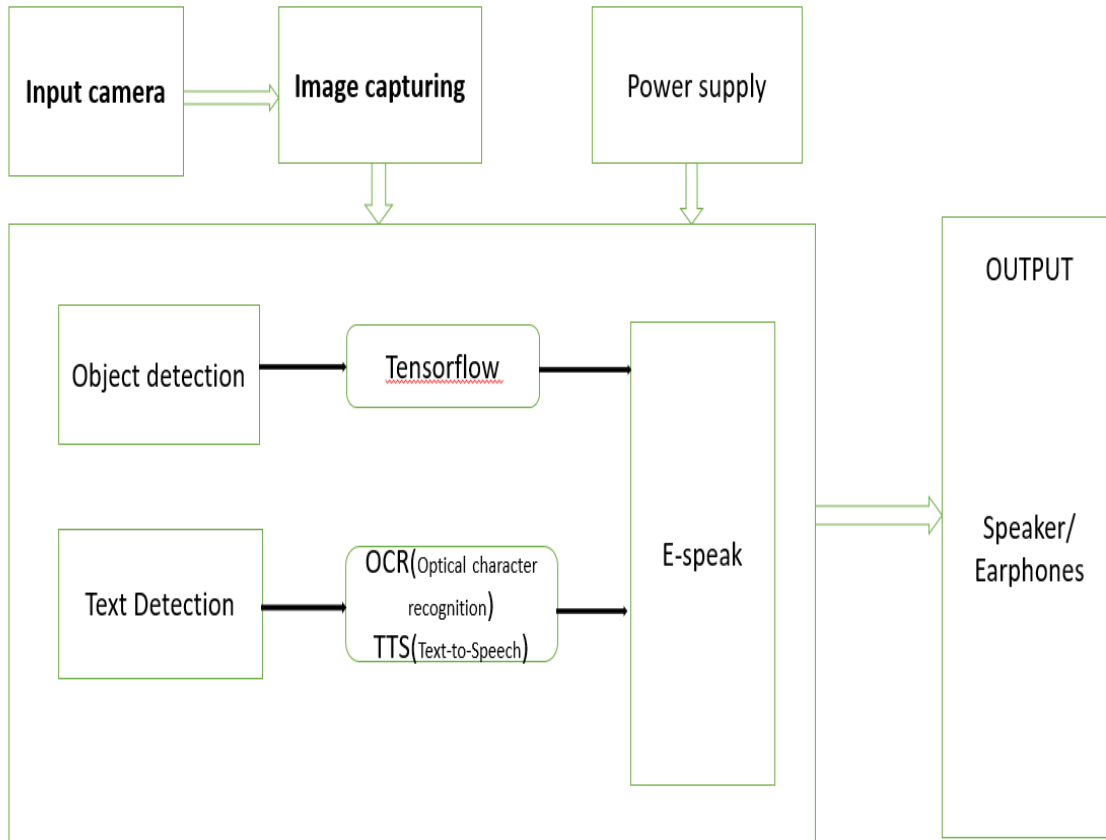 Input camera
Image capturing
Power supply
Object detection
Tensorflow
Text Detection
OCR(Optical character
recognition)
TTS(Text-to-Speech)
E-speak
OUTPUT
Speaker/
Earphones